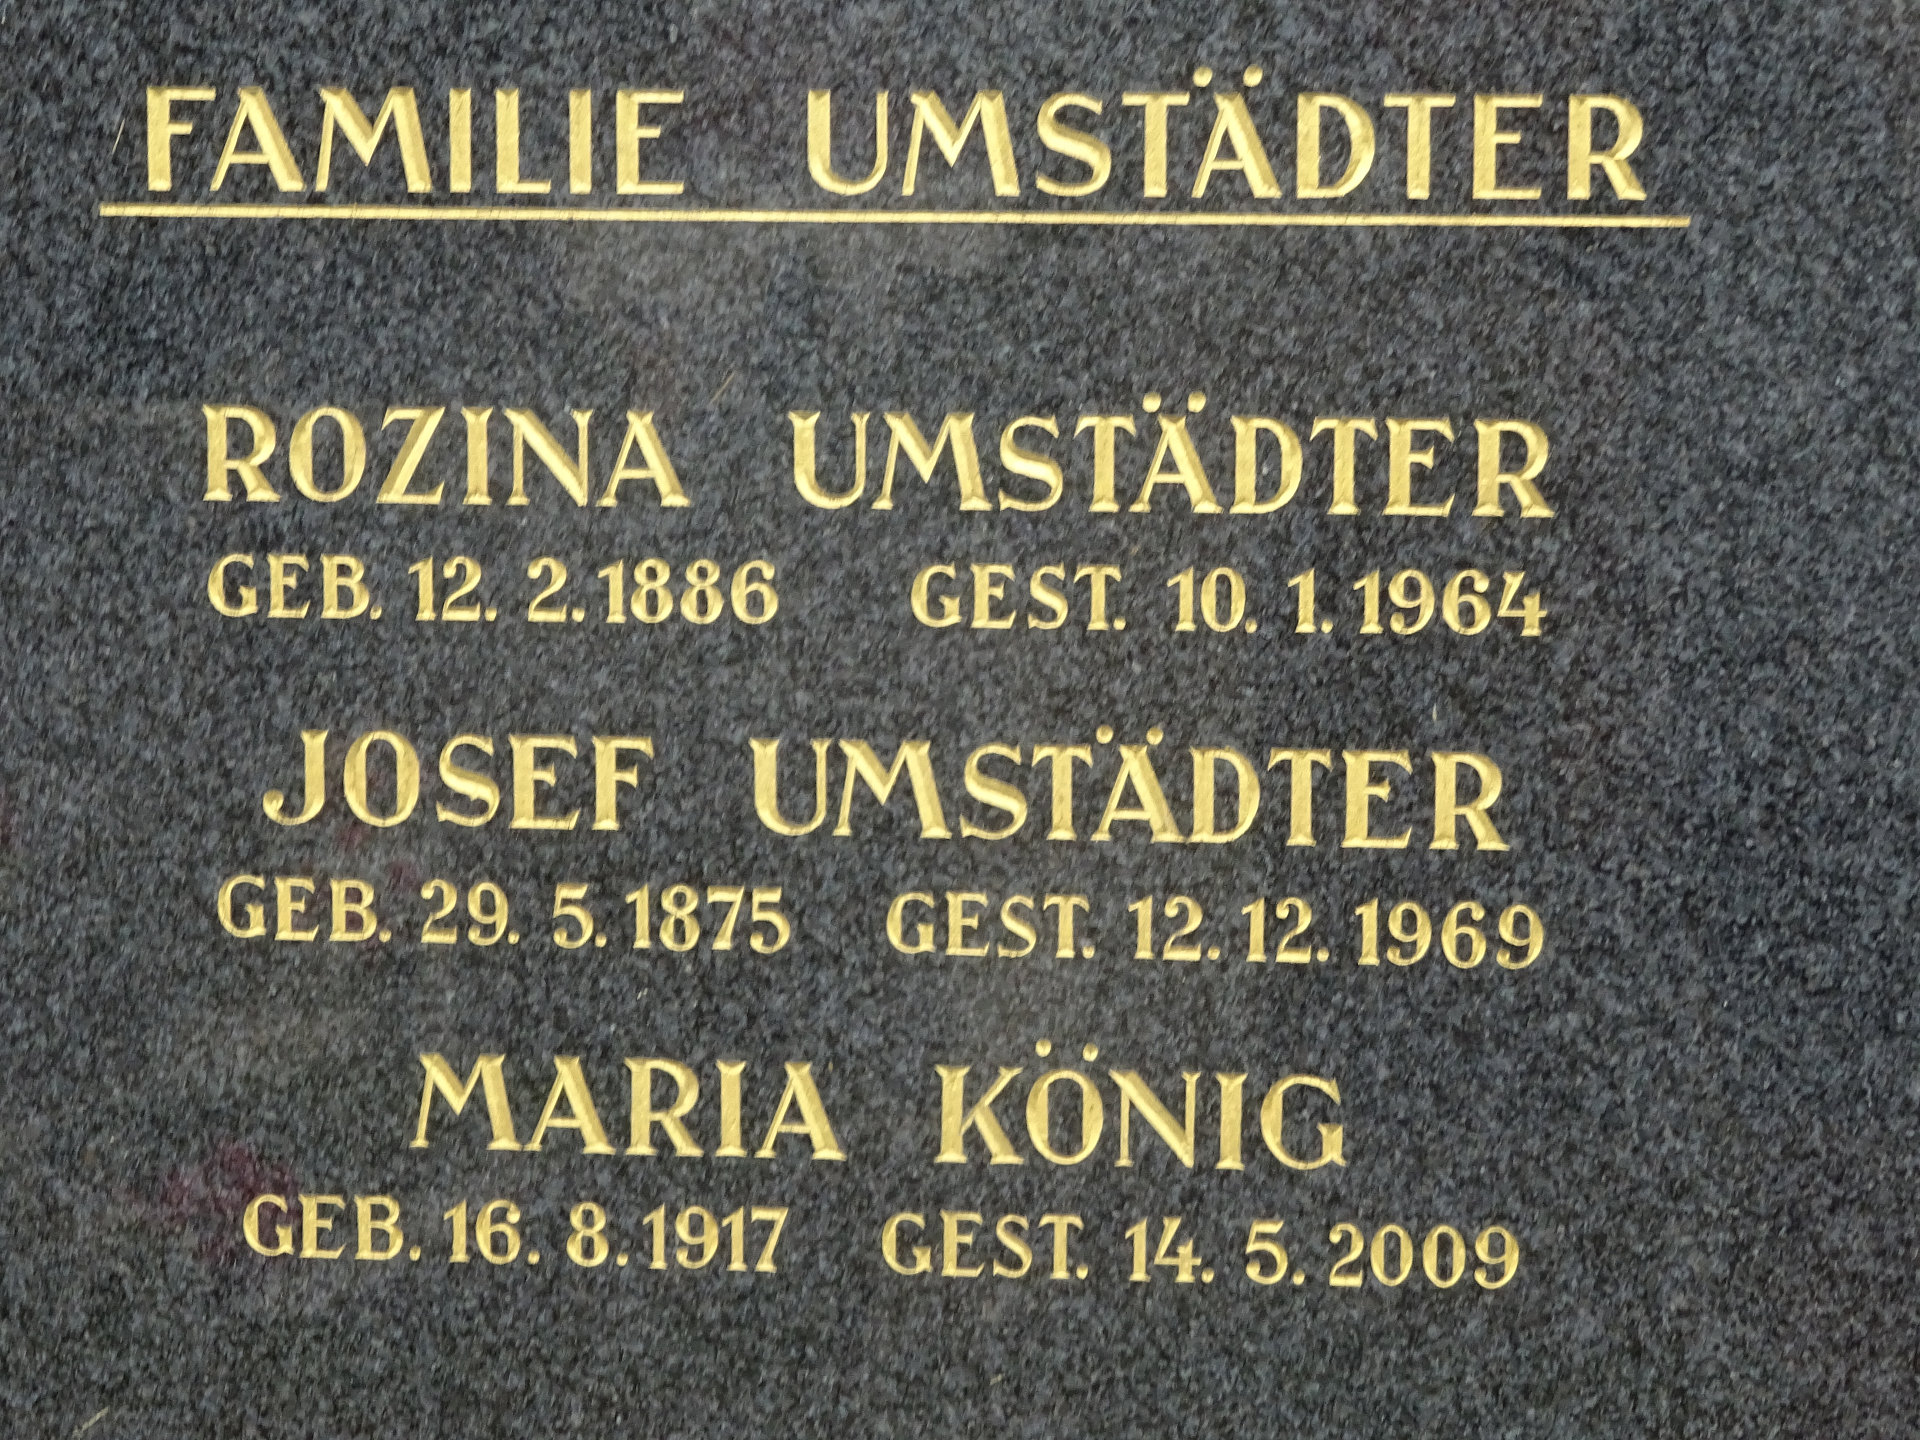 FAMILIE UMSTÄDTER
ROZINA UMSTÄDTER
GEB. 12. 2. 1886 GEST. 10. 1. 1964
JOSEF UMSTÄDTER
GEB. 29. 5. 1875 GEST. 12. 12. 1969
MARIA KÖNIG
GEB. 16. 8. 1917 GEST. 14. 5. 2009